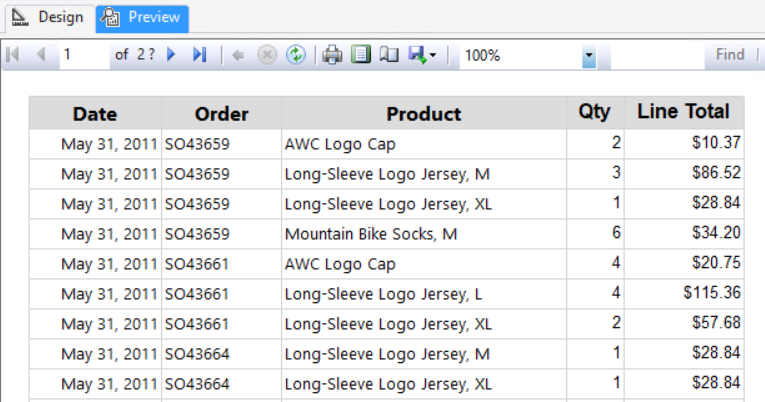 Design Preview
1 of 2 ? 100% Find
Date Order Product Qty Line Total
May 31, 2011 SO43659 AWC Logo Cap 2 $10.37
May 31, 2011 SO43659 Long-Sleeve Logo Jersey, M 3 $86.52
May 31, 2011 SO43659 Long-Sleeve Logo Jersey, XL 1 $28.84
May 31, 2011 SO43659 Mountain Bike Socks, M 6 $34.20
May 31, 2011 SO43661 AWC Logo Cap 4 $20.75
May 31, 2011 SO43661 Long-Sleeve Logo Jersey, L 4 $115.36
May 31, 2011 SO43661 Long-Sleeve Logo Jersey, XL 2 $57.68
May 31, 2011 SO43664 Long-Sleeve Logo Jersey, M 1 $28.84
May 31, 2011 SO43664 Long-Sleeve Logo Jersey, XL 1 $28.84